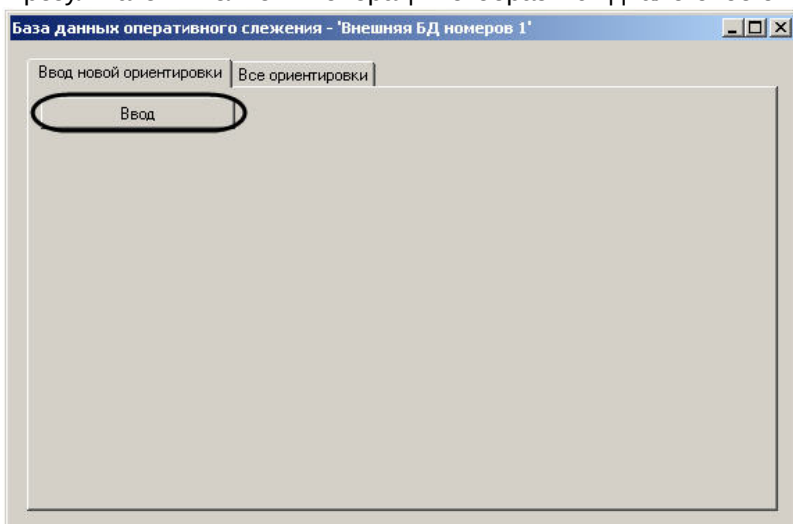 База данных оперативного слежения - 'Внешняя БД номеров 1'
Ввод новой ориентировки Все ориентировки
Ввод